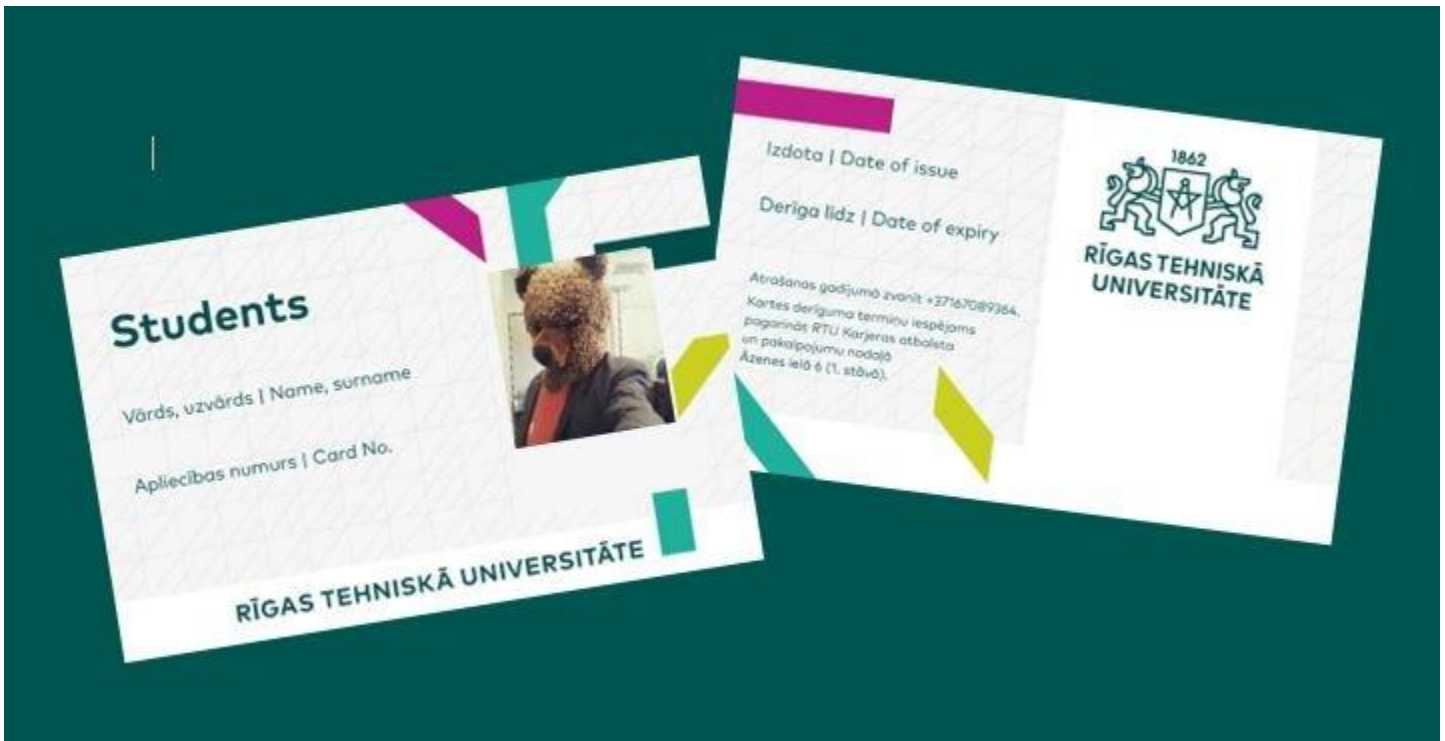 Students
Vārds, uzvārds | Name, surname
Apliecības numurs | Card No.
RĪGAS TEHNISKĀ UNIVERSITĀTE
Izdota | Date of issue
Derīga līdz | Date of expiry
Atrašanas gadījumā zvanīt +37167089364.
Kartes derīguma termiņu iespējams
pagarināt RTU Karjeras atbalsta
un pakalpojumu nodaļā
Āzenes ielā 6 (1. stāvā).
1862
RĪGAS TEHNISKĀ
UNIVERSITĀTE